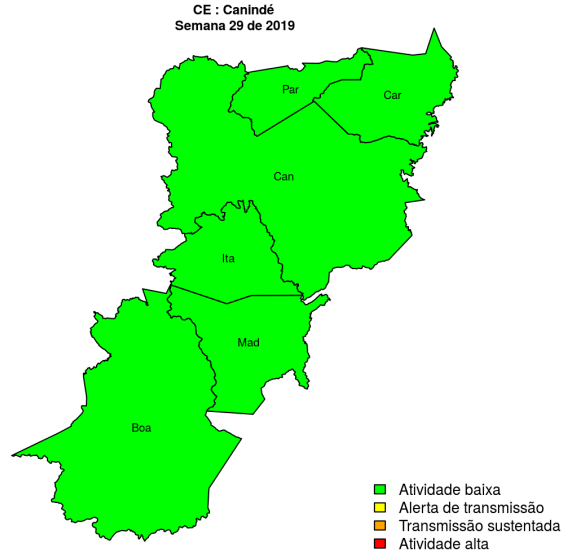 CE : Canindé
Semana 29 de 2019
Par
Car
Can
Ita
Mad
Boa
Atividade baixa
Alerta de transmissão
Transmissão sustentada
Atividade alta